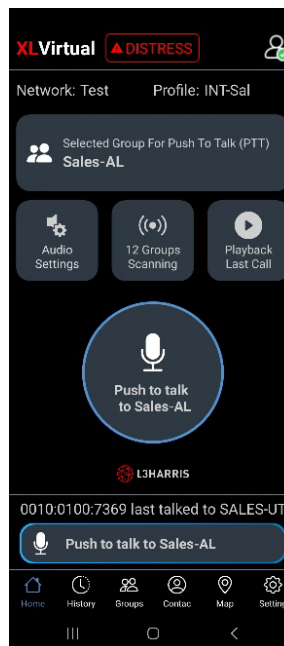 XLVirtual DISTRESS
Network: Test Profile: INT-Sal
Selected Group For Push To Talk (PTT)
Sales-AL
Audio Settings
12 Groups Scanning
Playback Last Call
Push to talk
to Sales-AL
L3HARRIS
0010:0100:7369 last talked to SALES-UT
Push to talk to Sales-AL
Home History Groups Contac Map Setting